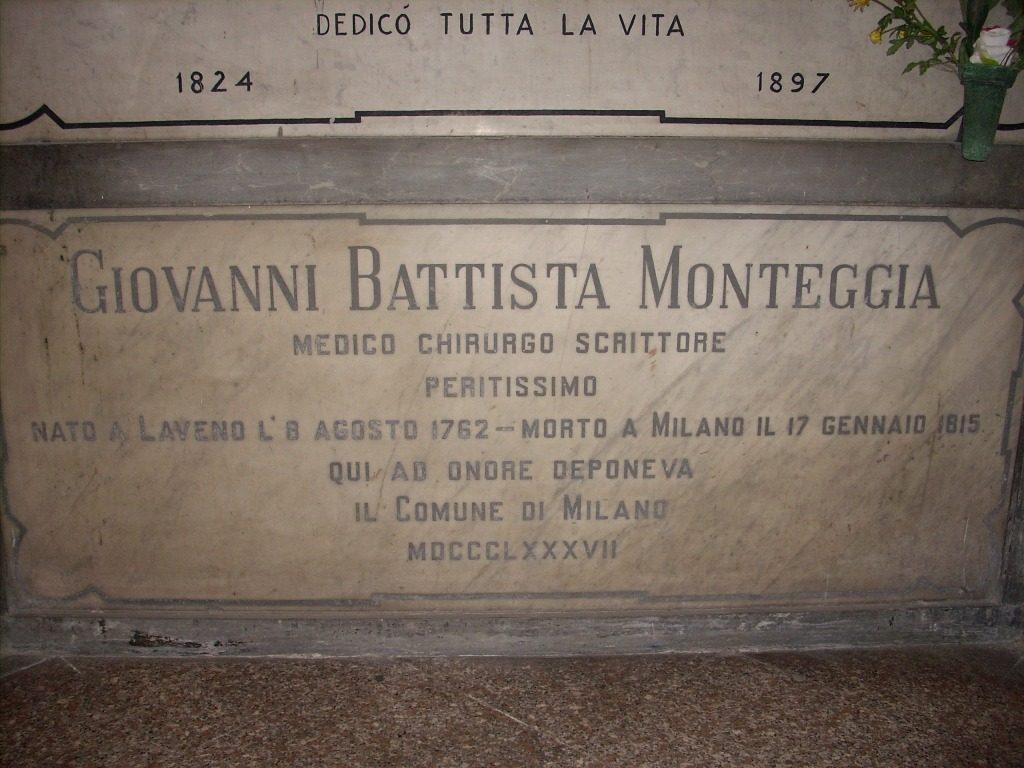 DEDICÓ TUTTA LA VITA
1824 1897
GIOVANNI BATTISTA MONTEGGIA
MEDICO CHIRURGO SCRITTORE
PERITISSIMO
NATO A LAVENO L'8 AGOSTO 1762 - MORTO A MILANO IL 17 GENNAIO 1815
QUI AD ONORE DEPONEVA
IL COMUNE DI MILANO
MDCCCLXXXVII